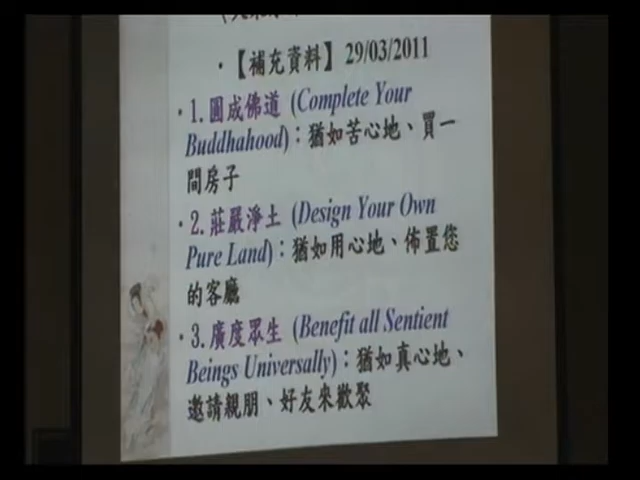 •【補充資料】29/03/2011
• 1. 圓成佛道 (Complete Your
Buddhahood)：猶如苦心地、買一
間房子
• 2. 莊嚴淨土 (Design Your Own
Pure Land)：猶如用心地、佈置您
的客廳
• 3. 廣度眾生 (Benefit all Sentient
Beings Universally)：猶如真心地、
邀請親朋、好友來歡聚